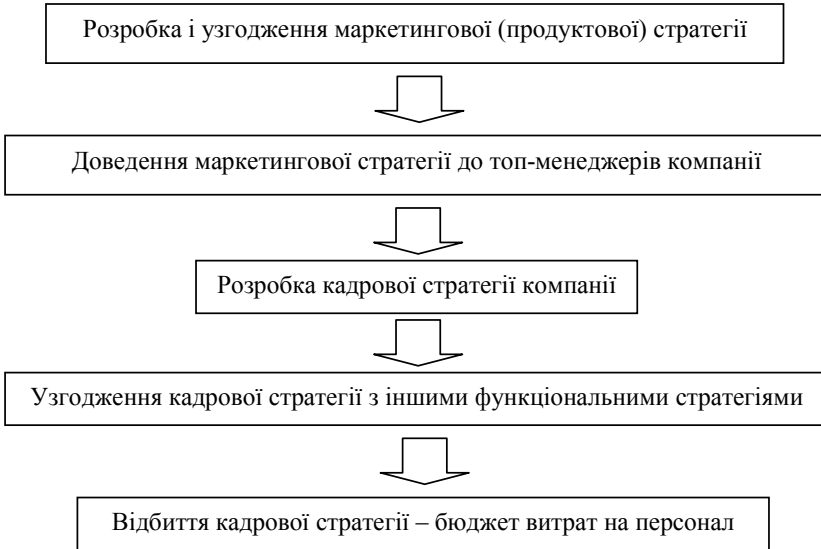 Розробка і узгодження маркетингової (продуктової) стратегії
Доведення маркетингової стратегії до топ-менеджерів компанії
Розробка кадрової стратегії компанії
Узгодження кадрової стратегії з іншими функціональними стратегіями
Відбиття кадрової стратегії – бюджет витрат на персонал